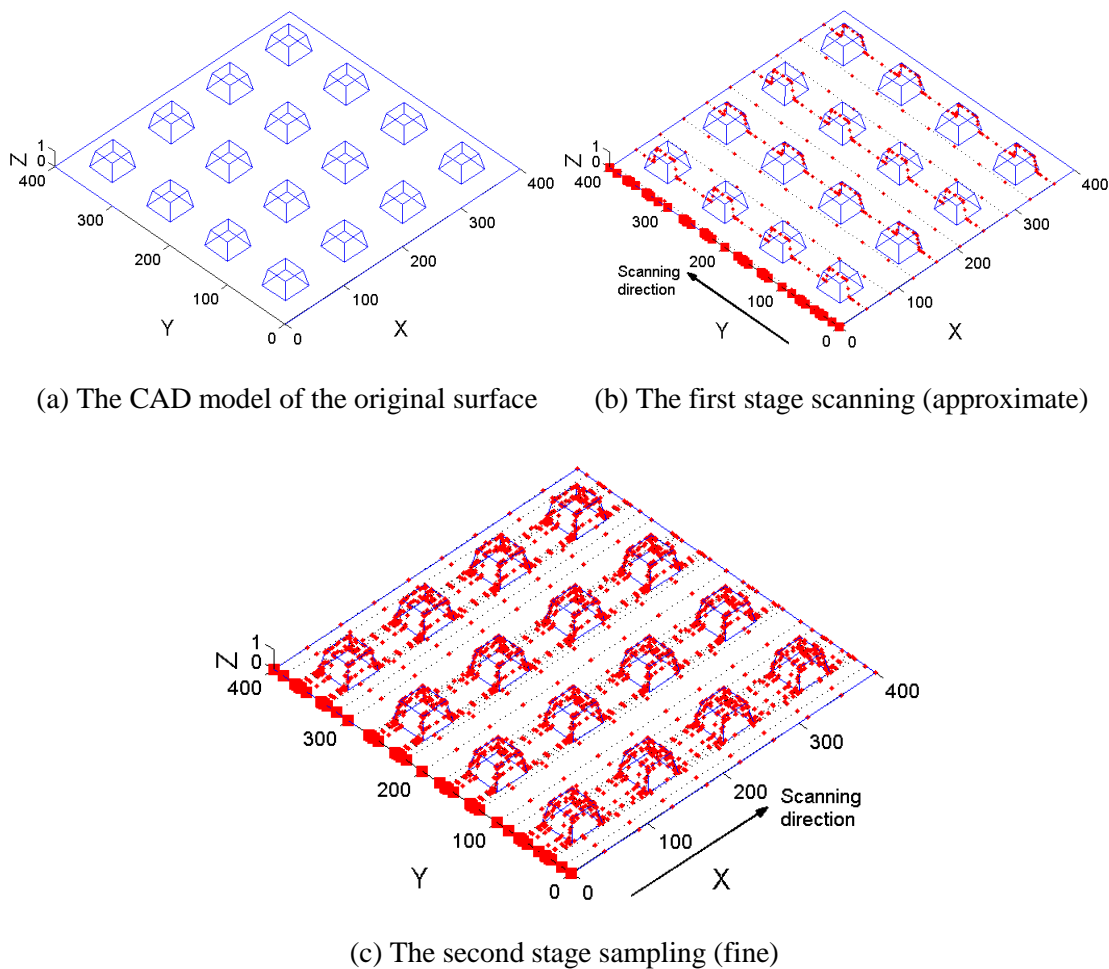 Z
1
0
400
300
200
100
0
Y
0
100
200
300
400
X
(a) The CAD model of the original surface
Z
1
0
400
300
200
100
0
Scanning
direction
Y
0
100
200
300
400
X
(b) The first stage scanning (approximate)
Z
1
0
400
300
200
100
0
Y
0
100
200
300
400
Scanning
direction
X
(c) The second stage sampling (fine)